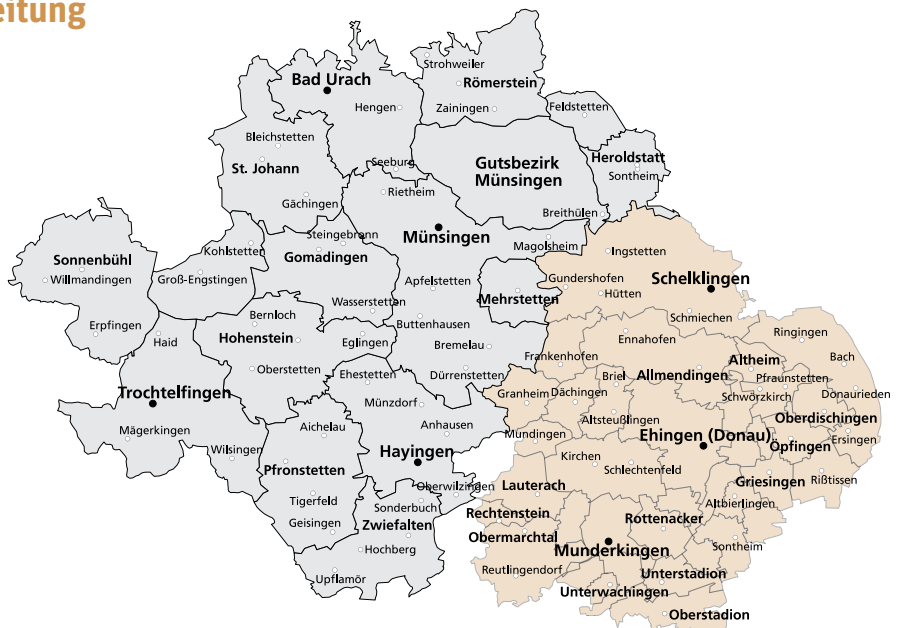 eitung
Strohweiler
Bad Urach
Römerstein
Hengen
Zainingen
Feldstetten
Bleichstetten
Seeburg
Gutsbezirk
Münsingen
Heroldstatt
St. Johann
Sontheim
Rietheim
Gächingen
Breithülen
Steingebronn
Münsingen
Magolsheim
Kohlstetten
Gomadingen
Ingstetten
Sonnenbühl
Willmandingen
Groß-Engstingen
Apfelstetten
Gundershofen
Schelklingen
Mehrstetten
Hütten
Wasserstetten
Bernloch
Schmiechen
Erpfingen
Buttenhausen
Ringingen
Haid
Hohenstein
Eglingen
Bremelau
Ennahofen
Frankenhofen
Altheim
Bach
Oberstetten
Ehestetten
Dürrenstetten
Briel
Allmendingen
Pfraunstetten
Trochtelfingen
Granheim
Dächingen
Schwörzkirch
Donaurieden
Münzdorf
Altsteußlingen
Oberdischingen
Mägerkingen
Aichelau
Anhausen
Mundingen
Ehingen (Donau)
Öpfingen
Ersingen
Wilsingen
Hayingen
Kirchen
Pfronstetten
Schlechtenfeld
Griesingen
Rißtissen
Oberwilzingen
Lauterach
Tigerfeld
Sonderbuch
Altbierlingen
Rechtenstein
Geisingen
Zwiefalten
Rottenacker
Obermarchtal
Hochberg
Munderkingen
Sontheim
Reutlingendorf
Unterstadion
Upflamör
Unterwachingen
Oberstadion